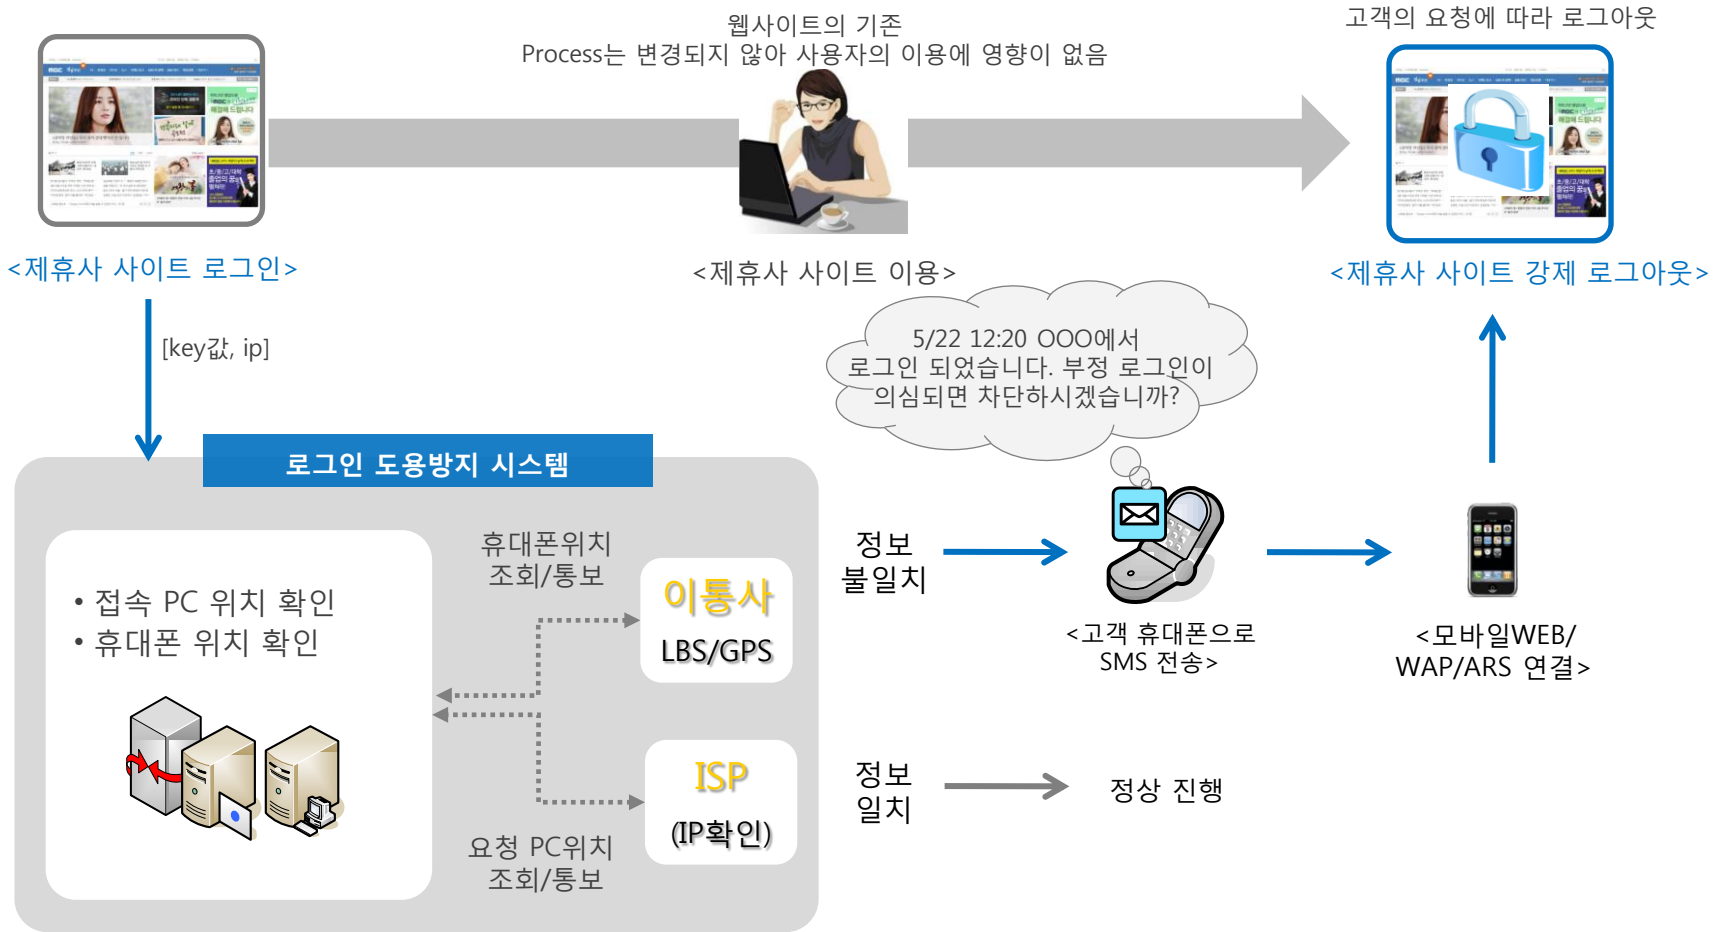 웹사이트의 기존
Process는 변경되지 않아 사용자의 이용에 영향이 없음
고객의 요청에 따라 로그아웃
<제휴사 사이트 로그인>
<제휴사 사이트 이용>
<제휴사 사이트 강제 로그아웃>
[key값, ip]
5/22 12:20 OOO에서
로그인 되었습니다. 부정 로그인이
의심되면 차단하시겠습니까?
로그인 도용방지 시스템
• 접속 PC 위치 확인
• 휴대폰 위치 확인
휴대폰위치
조회/통보
이통사
LBS/GPS
ISP
(IP확인)
요청 PC위치
조회/통보
정보
불일치
<고객 휴대폰으로
SMS 전송>
<모바일WEB/
WAP/ARS 연결>
정보
일치
정상 진행